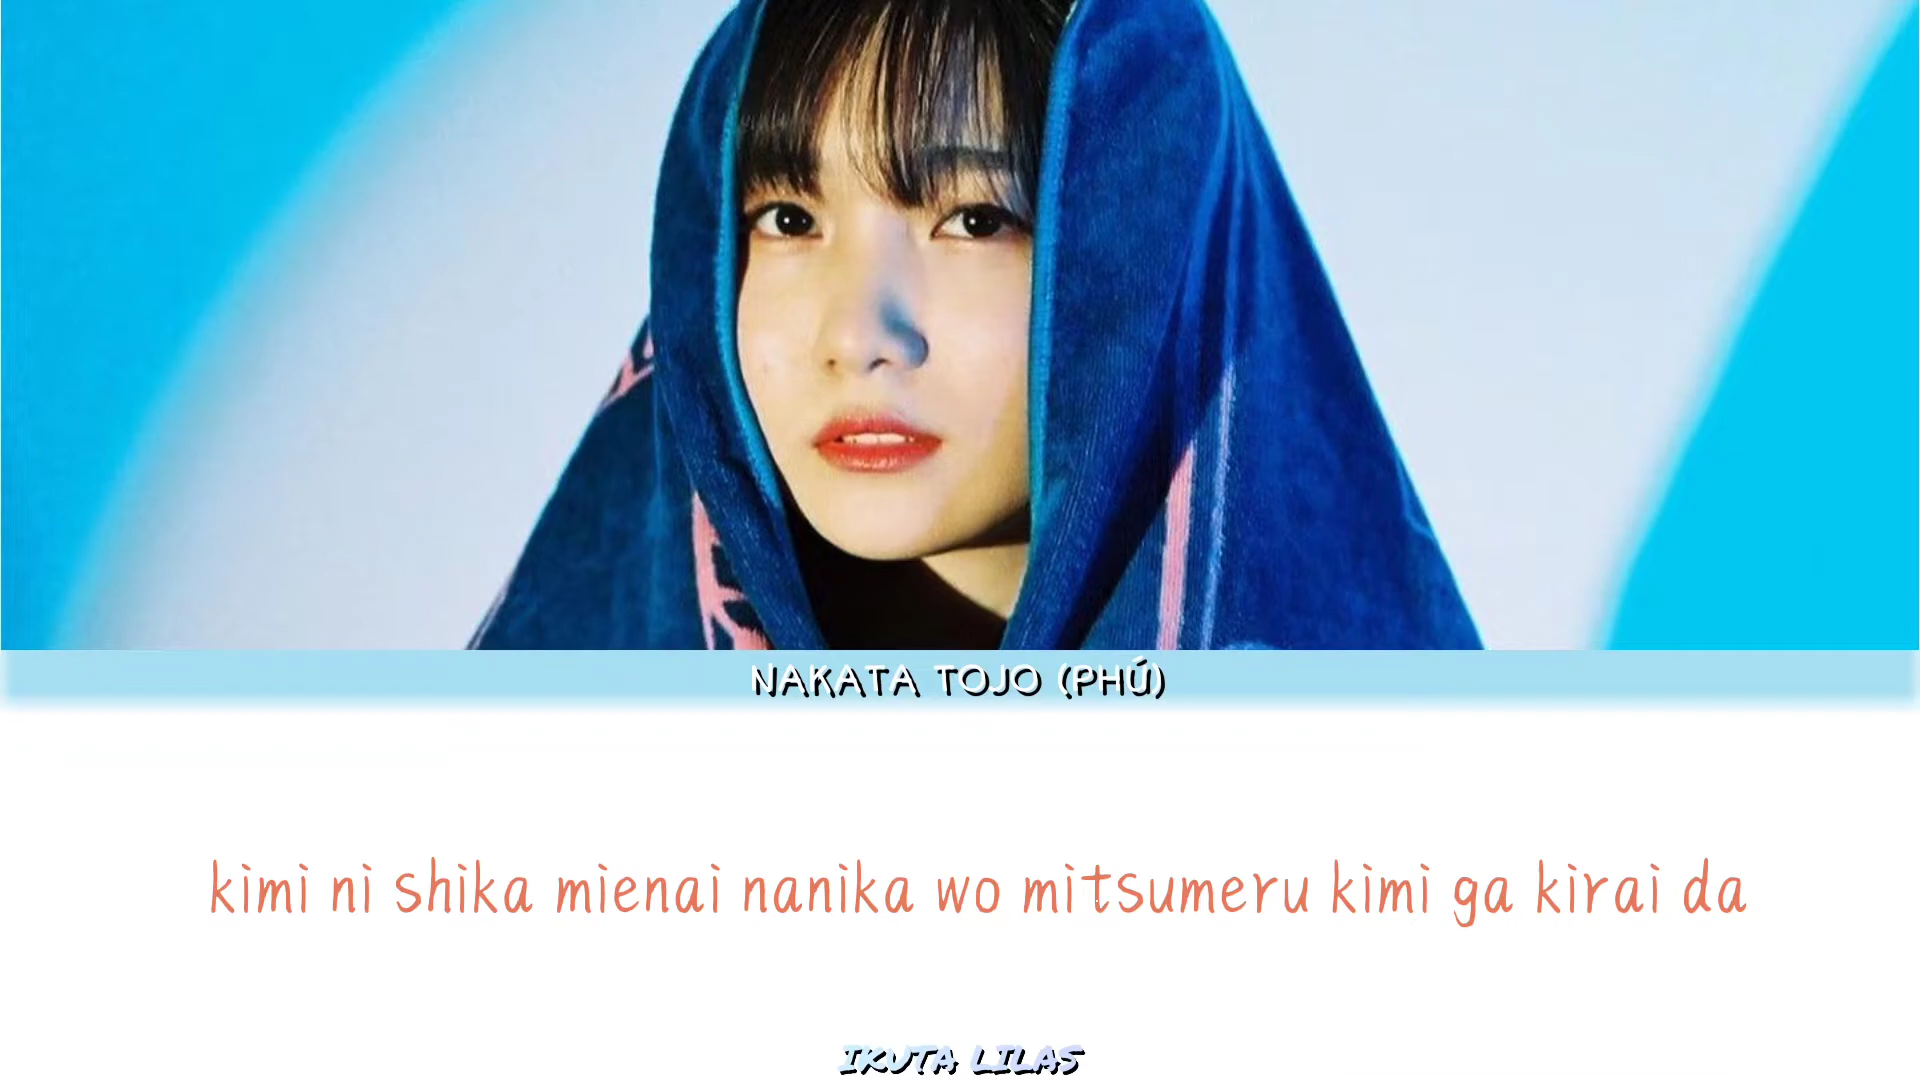 NAKATA TOJO (PHÚ)
kimi ni shika mienai nanika wo mitsumeru kimi ga kirai da
IKUTA LILAS